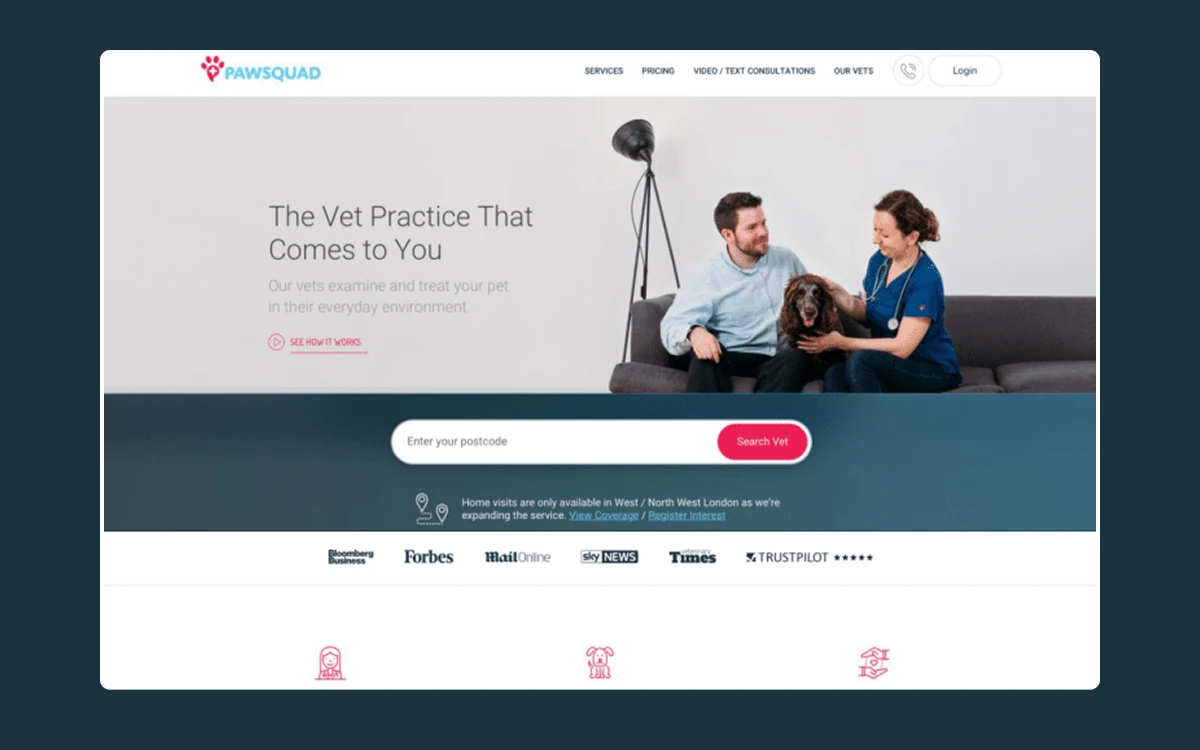 PAWSQUAD
SERVICES
PRICING
VIDEO / TEXT CONSULTATIONS
OUR VETS
Login
The Vet Practice That
Comes to You
Our vets examine and treat your pet
in their everyday environment.
SEE HOW IT WORKS
Enter your postcode
Search Vet
Home visits are only available in West / North West London as we're
expanding the service. View Coverage / Register Interest
Bloomberg
Business
Forbes
MailOnline
sky NEWS
veterinary
Times
TRUSTPILOT